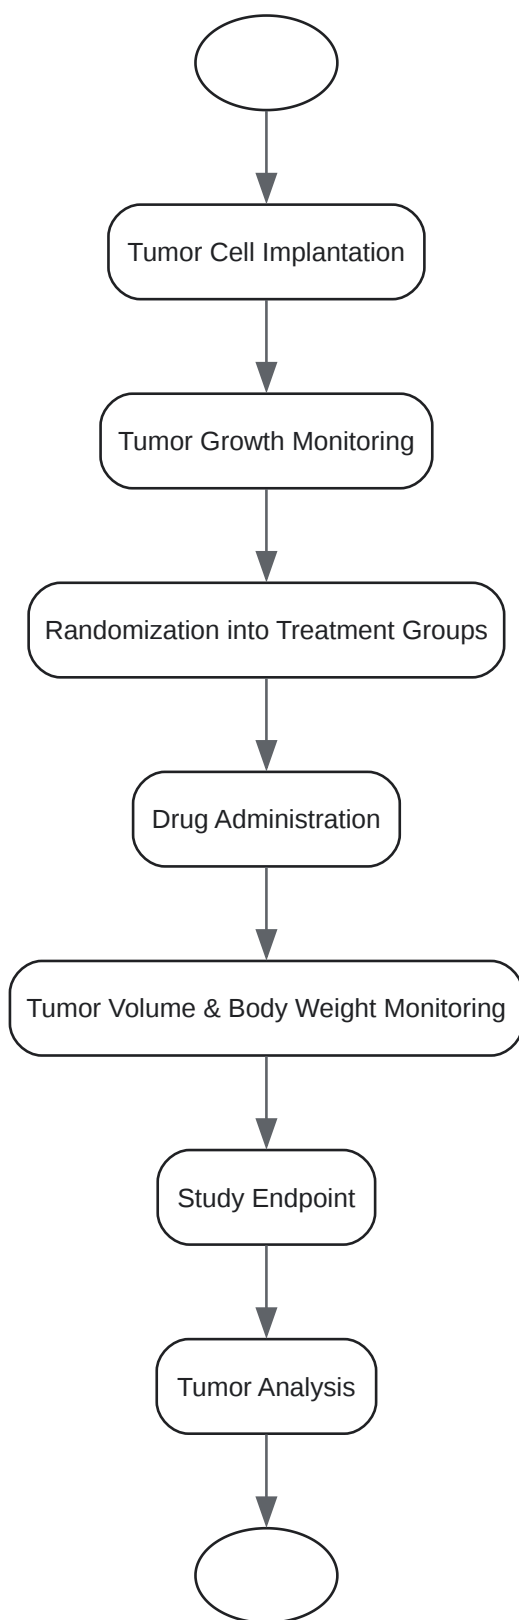 Tumor Cell Implantation
Tumor Growth Monitoring
Randomization into Treatment Groups
Drug Administration
Tumor Volume & Body Weight Monitoring
Study Endpoint
Tumor Analysis